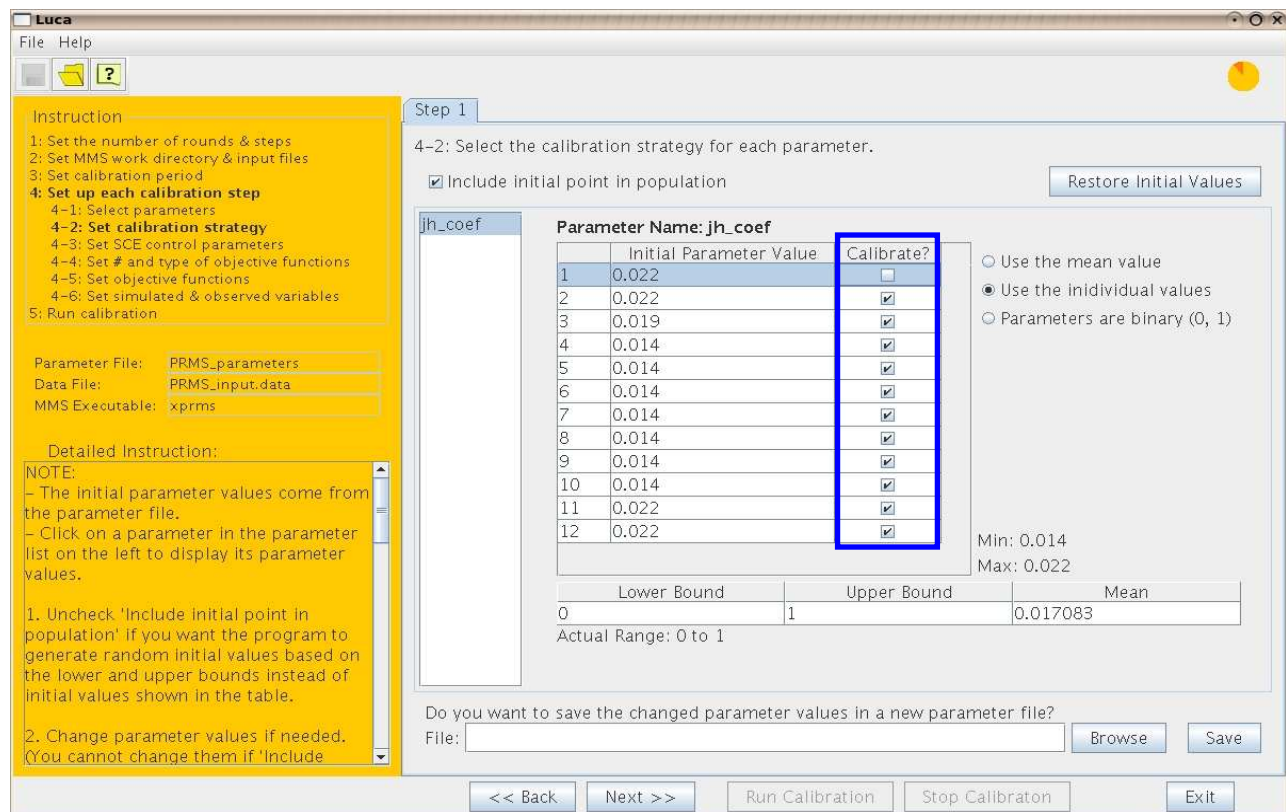 Luca
File Help
?
Instruction
1: Set the number of rounds & steps
2: Set MMS work directory & input files
3: Set calibration period
4: Set up each calibration step
4-1: Select parameters
4-2: Set calibration strategy
4-3: Set SCE control parameters
4-4: Set # and type of objective functions
4-5: Set objective functions
4-6: Set simulated & observed variables
5: Run calibration
Parameter File: PRMS_parameters
Data File: PRMS_input.data
MMS Executable: xprms
Detailed Instruction:
NOTE:
- The initial parameter values come from
the parameter file.
- Click on a parameter in the parameter
list on the left to display its parameter
values.
1. Uncheck 'Include initial point in
population' if you want the program to
generate random initial values based on
the lower and upper bounds instead of
initial values shown in the table.
2. Change parameter values if needed.
(You cannot change them if 'Include
Step 1
4-2: Select the calibration strategy for each parameter.
Include initial point in population
Restore Initial Values
jh_coef
Parameter Name: jh_coef
Initial Parameter Value Calibrate?
1 0.022
2 0.022
3 0.019
4 0.014
5 0.014
6 0.014
7 0.014
8 0.014
9 0.014
10 0.014
11 0.022
12 0.022
Use the mean value
Use the inidividual values
Parameters are binary (0, 1)
Min: 0.014
Max: 0.022
Lower Bound Upper Bound Mean
0 1 0.017083
Actual Range: 0 to 1
Do you want to save the changed parameter values in a new parameter file?
File: Browse Save
<< Back Next >> Run Calibration Stop Calibraton Exit